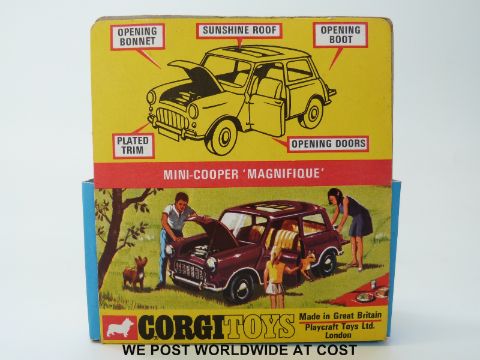 OPENING
BONNET
SUNSHINE ROOF
OPENING
BOOT
PLATED
TRIM
OPENING DOORS
MINI-COOPER 'MAGNIFIQUE'
CORGI TOYS
Made in Great Britain
Playcraft Toys Ltd.
London
WE POST WORLDWIDE AT COST